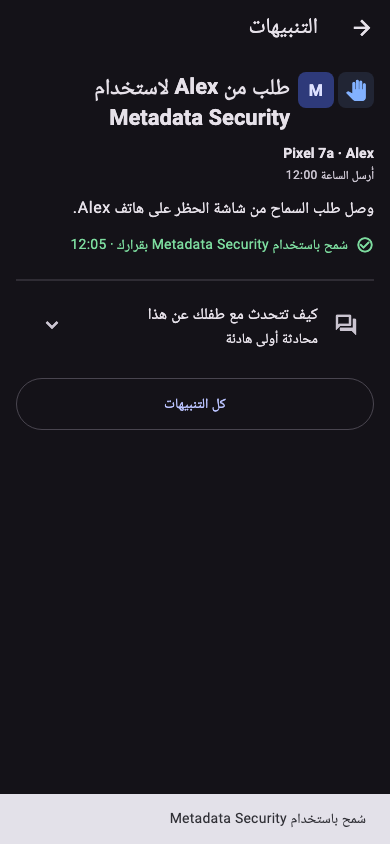 التنبيهات
طلب من Alex لاستخدام
Metadata Security
M
Pixel 7a · Alex
أرسل الساعة 12:00
وصل طلب السماح من شاشة الحظر على هاتف Alex.
سُمح باستخدام Metadata Security بقرارك · 12:05
كيف تتحدث مع طفلك عن هذا
محادثة أولى هادئة
كل التنبيهات
سُمح باستخدام Metadata Security